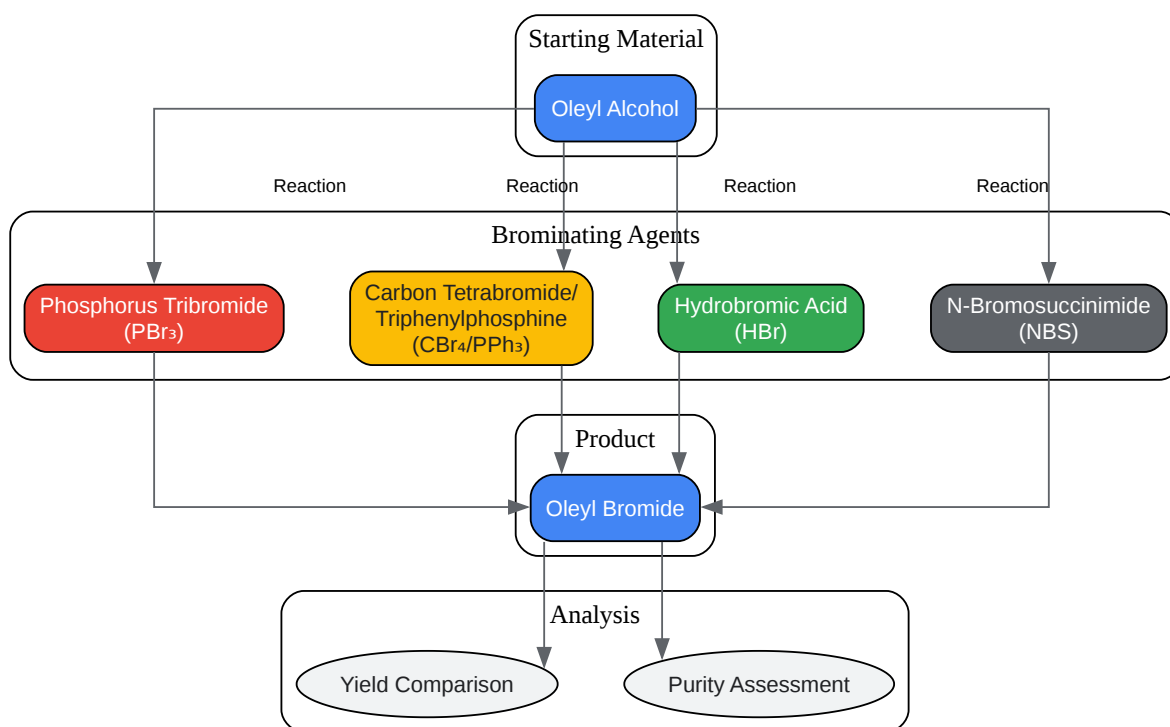 Starting Material
Oleyl Alcohol
Reaction
Reaction
Reaction
Reaction
Brominating Agents
Phosphorus Tribromide
(PBr₃)
Carbon Tetrabromide/
Triphenylphosphine
(CBr₄/PPh₃)
Hydrobromic Acid
(HBr)
N-Bromosuccinimide
(NBS)
Product
Oleyl Bromide
Analysis
Yield Comparison
Purity Assessment